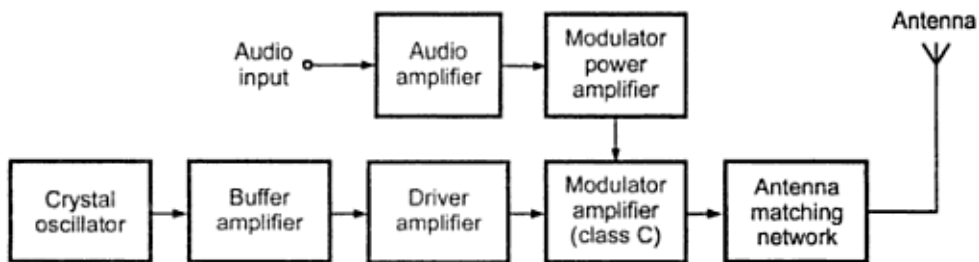 Antenna
Audio
input
Audio
amplifier
Modulator
power
amplifier
Crystal
oscillator
Buffer
amplifier
Driver
amplifier
Modulator
amplifier
(class C)
Antenna
matching
network